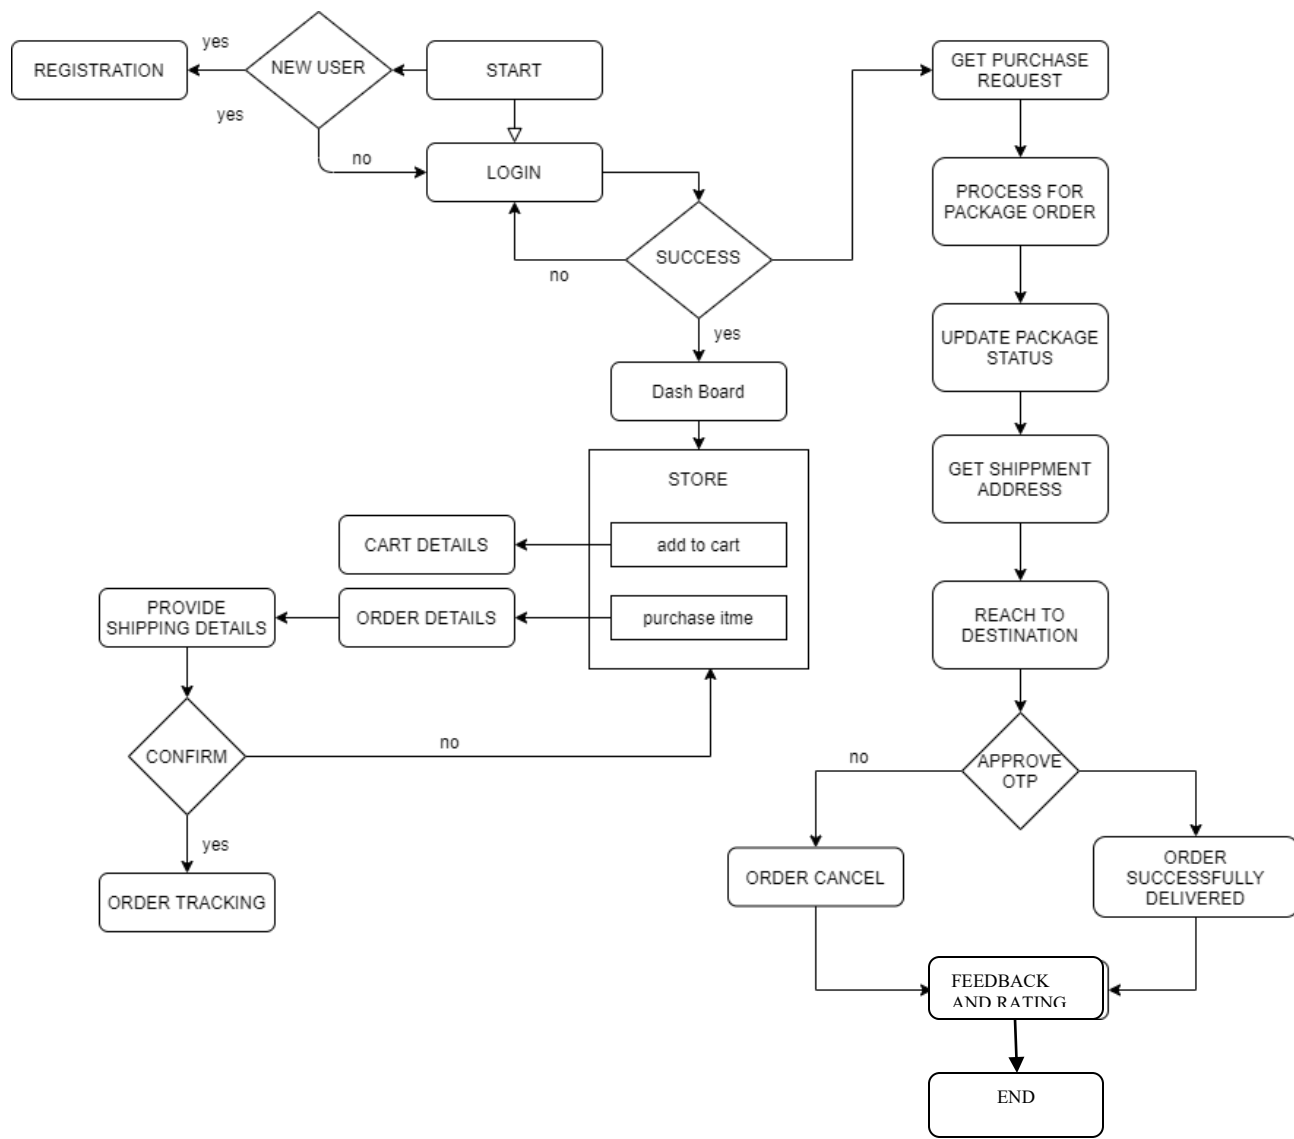 yes
REGISTRATION
NEW USER
START
yes
no
LOGIN
SUCCESS
no
yes
Dash Board
STORE
add to cart
CART DETAILS
purchase itme
ORDER DETAILS
PROVIDE
SHIPPING DETAILS
CONFIRM
no
yes
ORDER TRACKING
GET PURCHASE
REQUEST
PROCESS FOR
PACKAGE ORDER
UPDATE PACKAGE
STATUS
GET SHIPPMENT
ADDRESS
REACH TO
DESTINATION
APPROVE
OTP
no
ORDER CANCEL
ORDER
SUCCESSFULLY
DELIVERED
FEEDBACK
AND RATING
END